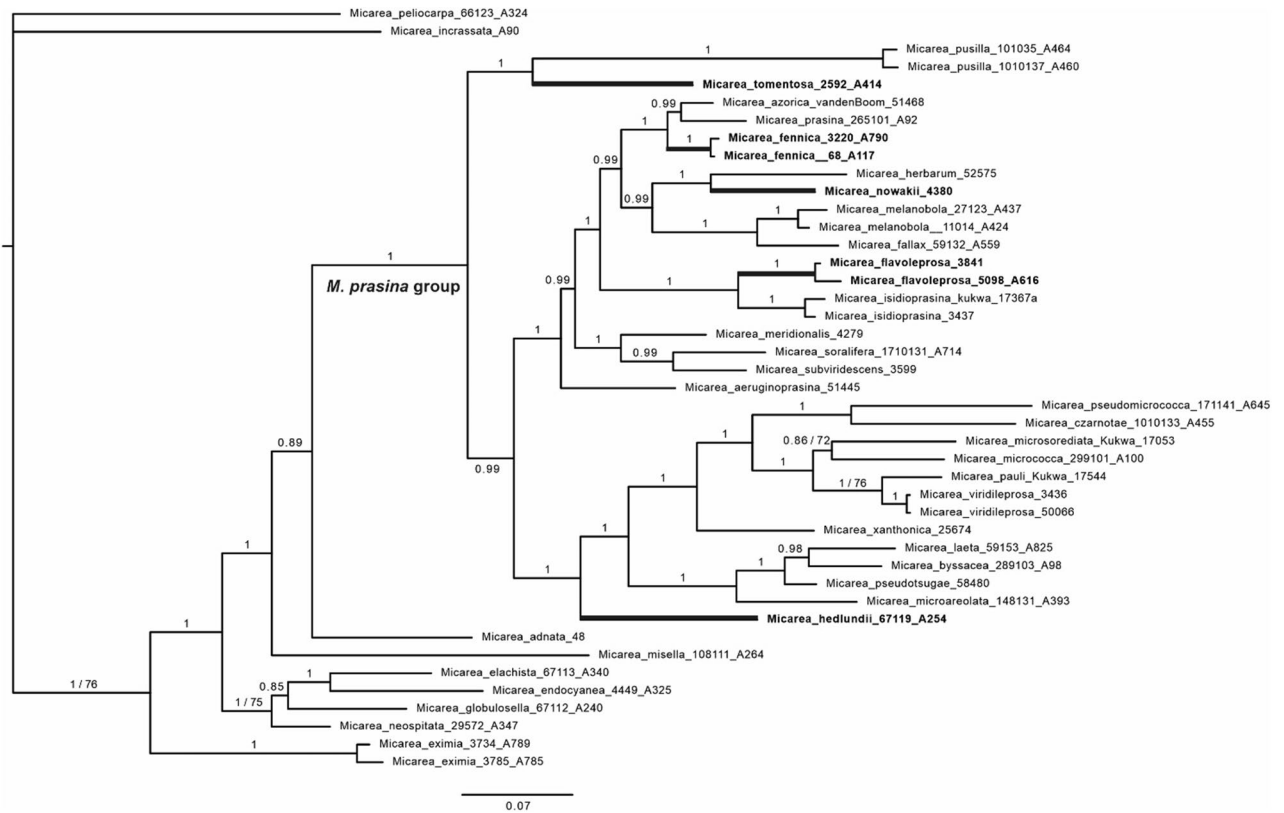 Micarea_peliocarpa_66123_A324
Micarea_incrassata_A90
1
Micarea_pusilla_101035_A464
1
Micarea_pusilla_1010137_A460
Micarea_tomentosa_2592_A414
0.99
Micarea_azorica_vandenBoom_51468
1
Micarea_prasina_265101_A92
1
Micarea_fennica_3220_A790
Micarea_fennica__68_A117
0.99
1
Micarea_herbarum_52575
Micarea_nowakii_4380
0.99
1
Micarea_melanobola_27123_A437
1
1
Micarea_melanobola__11014_A424
Micarea_fallax_59132_A559
1
1
Micarea_flavoleprosa_3841
M. prasina group
0.99
1
Micarea_flavoleprosa_5098_A616
1
Micarea_isidioprasina_kukwa_17367a
Micarea_isidioprasina_3437
1
Micarea_meridionalis_4279
1
0.99
Micarea_soralifera_1710131_A714
Micarea_subviridescens_3599
Micarea_aeruginoprasina_51445
1
Micarea_pseudomicrococca_171141_A645
Micarea_czarnotae_1010133_A455
1
0.86 / 72
Micarea_microsorediata_Kukwa_17053
0.89
1
Micarea_micrococca_299101_A100
0.99
1
1 / 76
Micarea_pauli_Kukwa_17544
1
Micarea_viridileprosa_3436
Micarea_viridileprosa_50066
1
Micarea_xanthonica_25674
1
0.98
Micarea_laeta_59153_A825
1
Micarea_byssacea_289103_A98
1
1
Micarea_pseudotsugae_58480
Micarea_microareolata_148131_A393
Micarea_hedlundii_67119_A254
1
Micarea_adnata_48
Micarea_misella_108111_A264
1
Micarea_elachista_67113_A340
1 / 76
0.85
Micarea_endocyanea_4449_A325
1 / 75
Micarea_globulosella_67112_A240
Micarea_neospitata_29572_A347
1
Micarea_eximia_3734_A789
Micarea_eximia_3785_A785
0.07